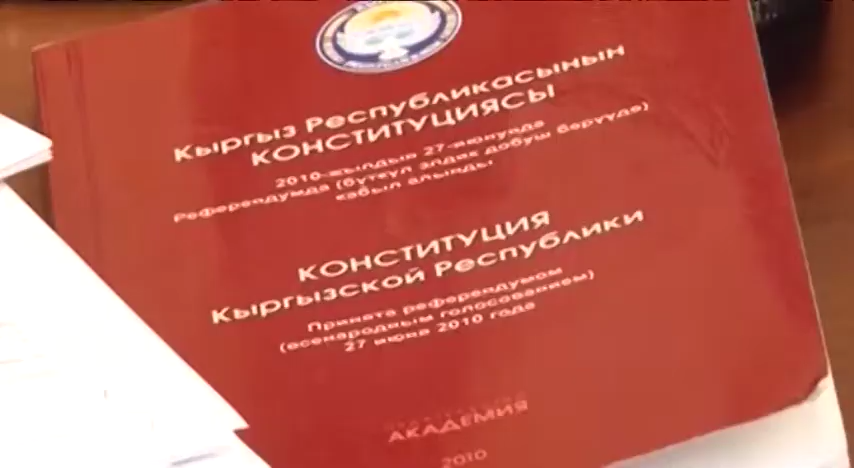 Кыргыз Республикасынын
КОНСТИТУЦИЯСЫ
2010-жылдын 27-июнунда
Референдумда (бүткүл элдик добуш берүүдө)
кабыл алынды
КОНСТИТУЦИЯ
Кыргызской Республики
Принята референдумом
(всенародным голосованием)
27 июня 2010 года
АКАДЕМИЯ
2010